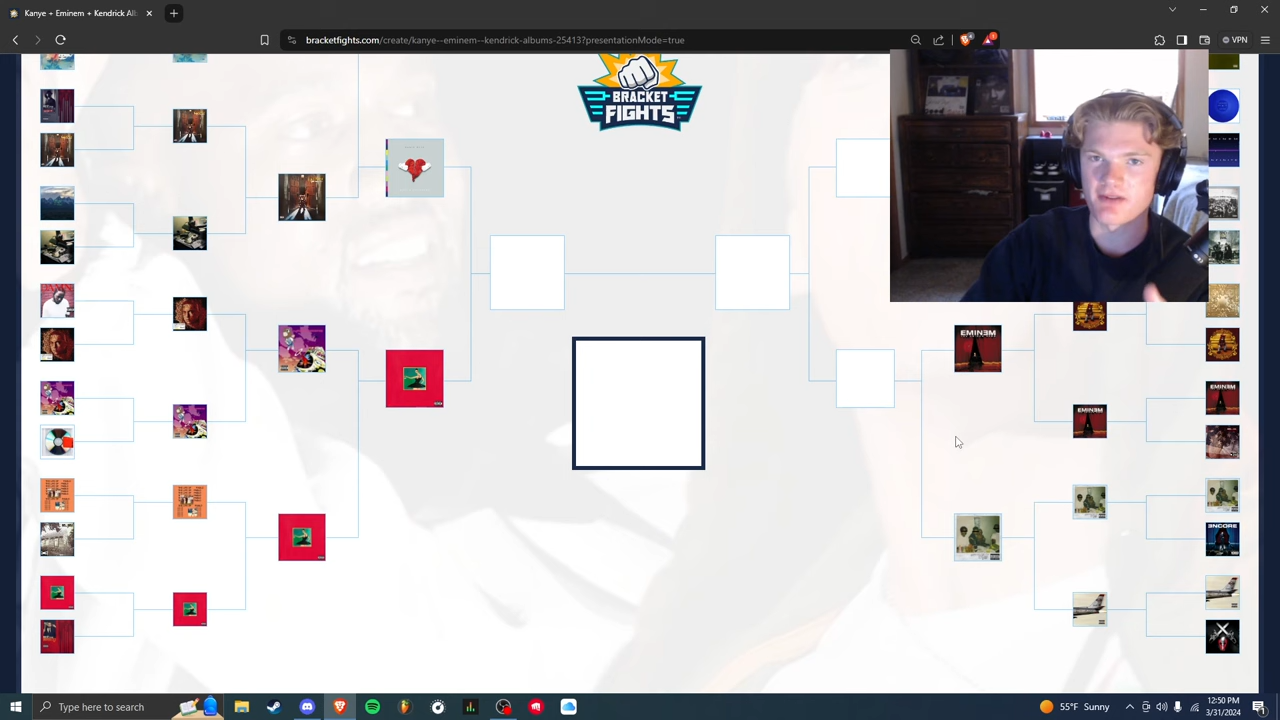 Kanye + Eminem + Kendrick Alb
bracketfights.com/create/kanye--eminem--kendrick-albums-25413?presentationMode=true
VPN
BRACKET
FIGHTS
EMINEM
EMINEM
EMINEM
ENCORE
Type here to search
55°F Sunny
12:50 PM
3/31/2024